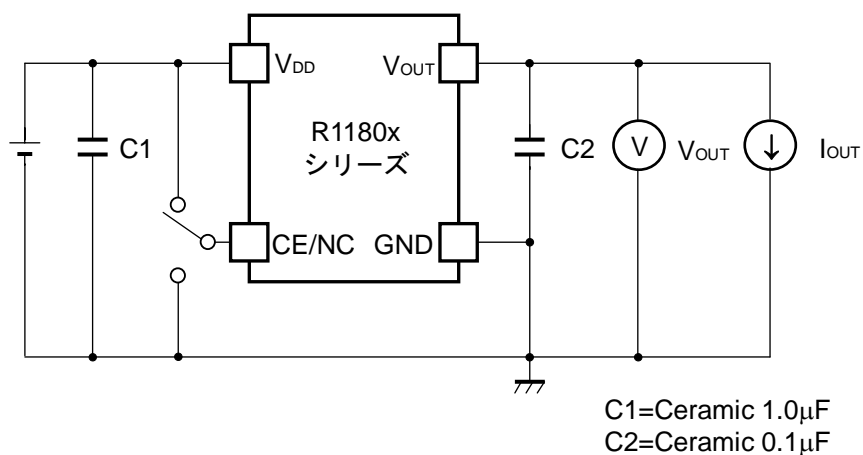 VDD
VOUT
R1180x
シリーズ
C1
C2
V
VOUT
IOUT
CE/NC
GND
C1=Ceramic 1.0μF
C2=Ceramic 0.1μF